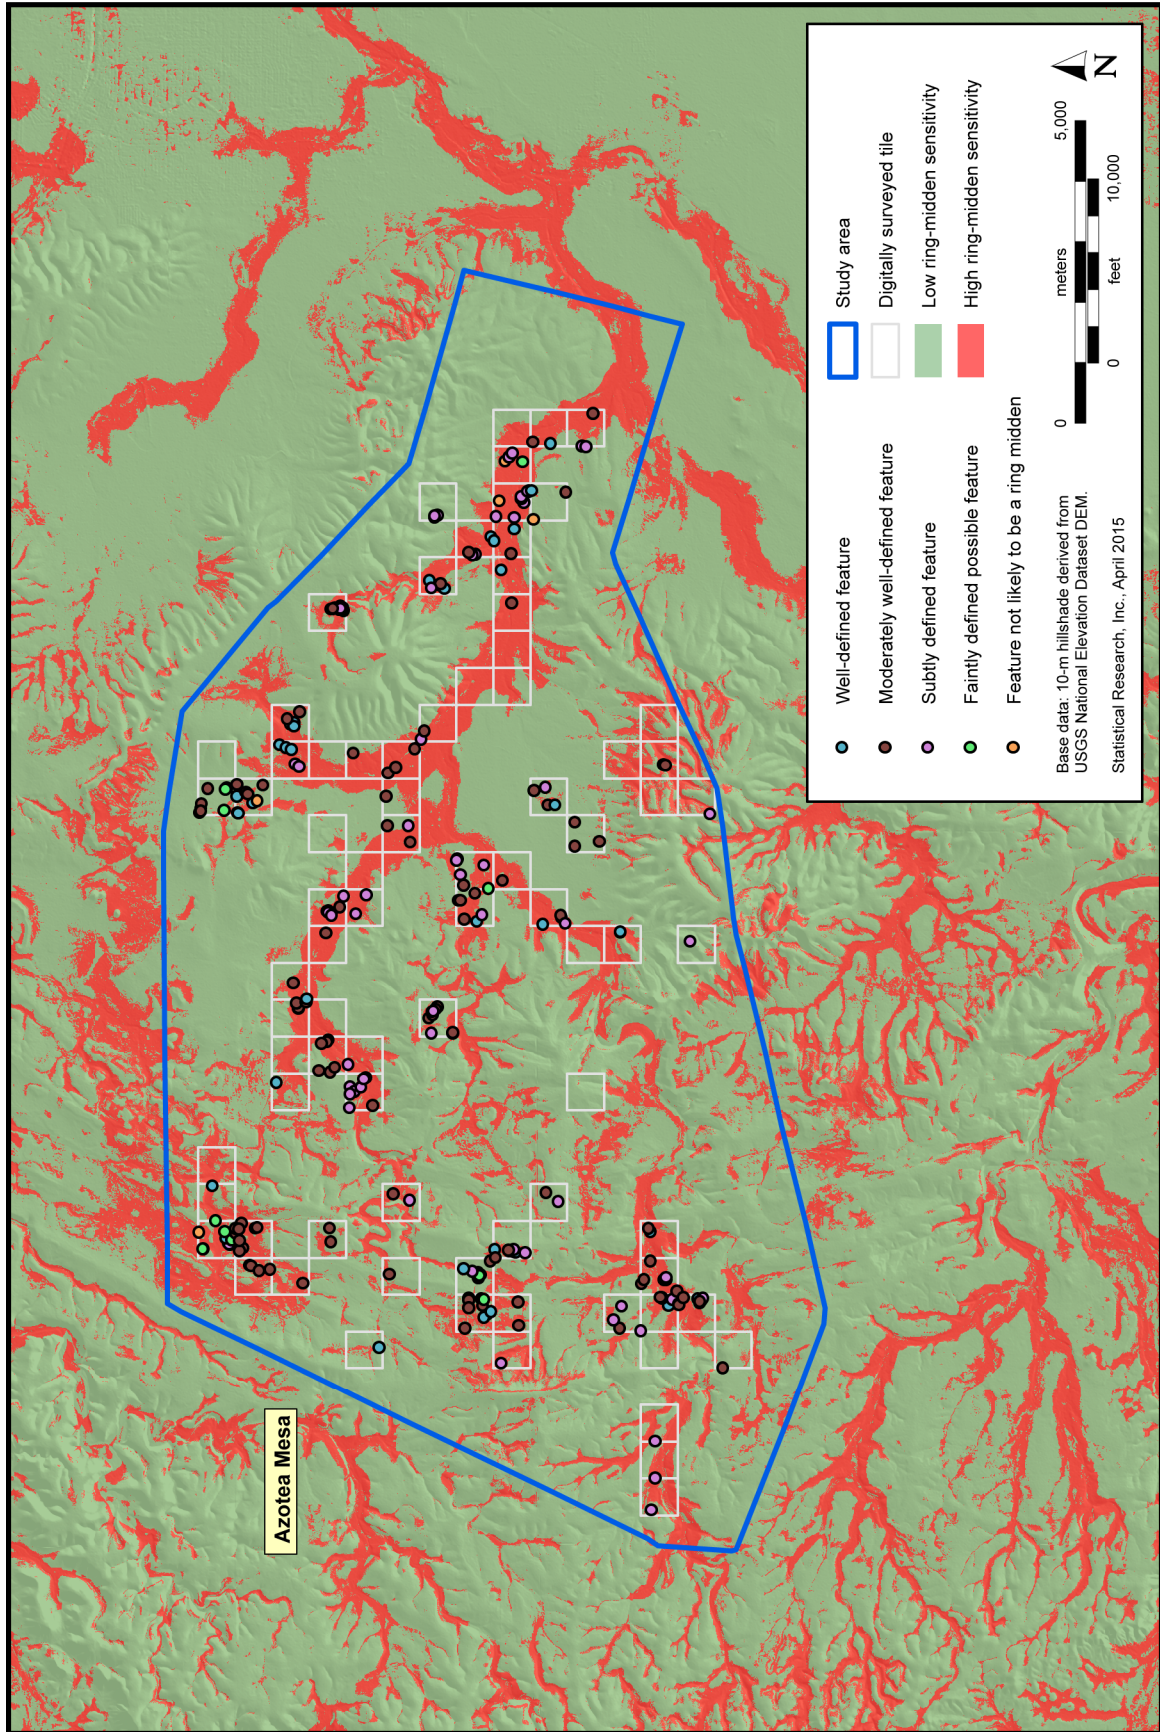 Azotea Mesa
Well-defined feature
Moderately well-defined feature
Subtly defined feature
Faintly defined possible feature
Feature not likely to be a ring midden
Study area
Digitally surveyed tile
Low ring-midden sensitivity
High ring-midden sensitivity
Base data: 10-m hillshade derived from
USGS National Elevation Dataset DEM.
Statistical Research, Inc., April 2015
0 meters 5,000
0 feet 10,000
N